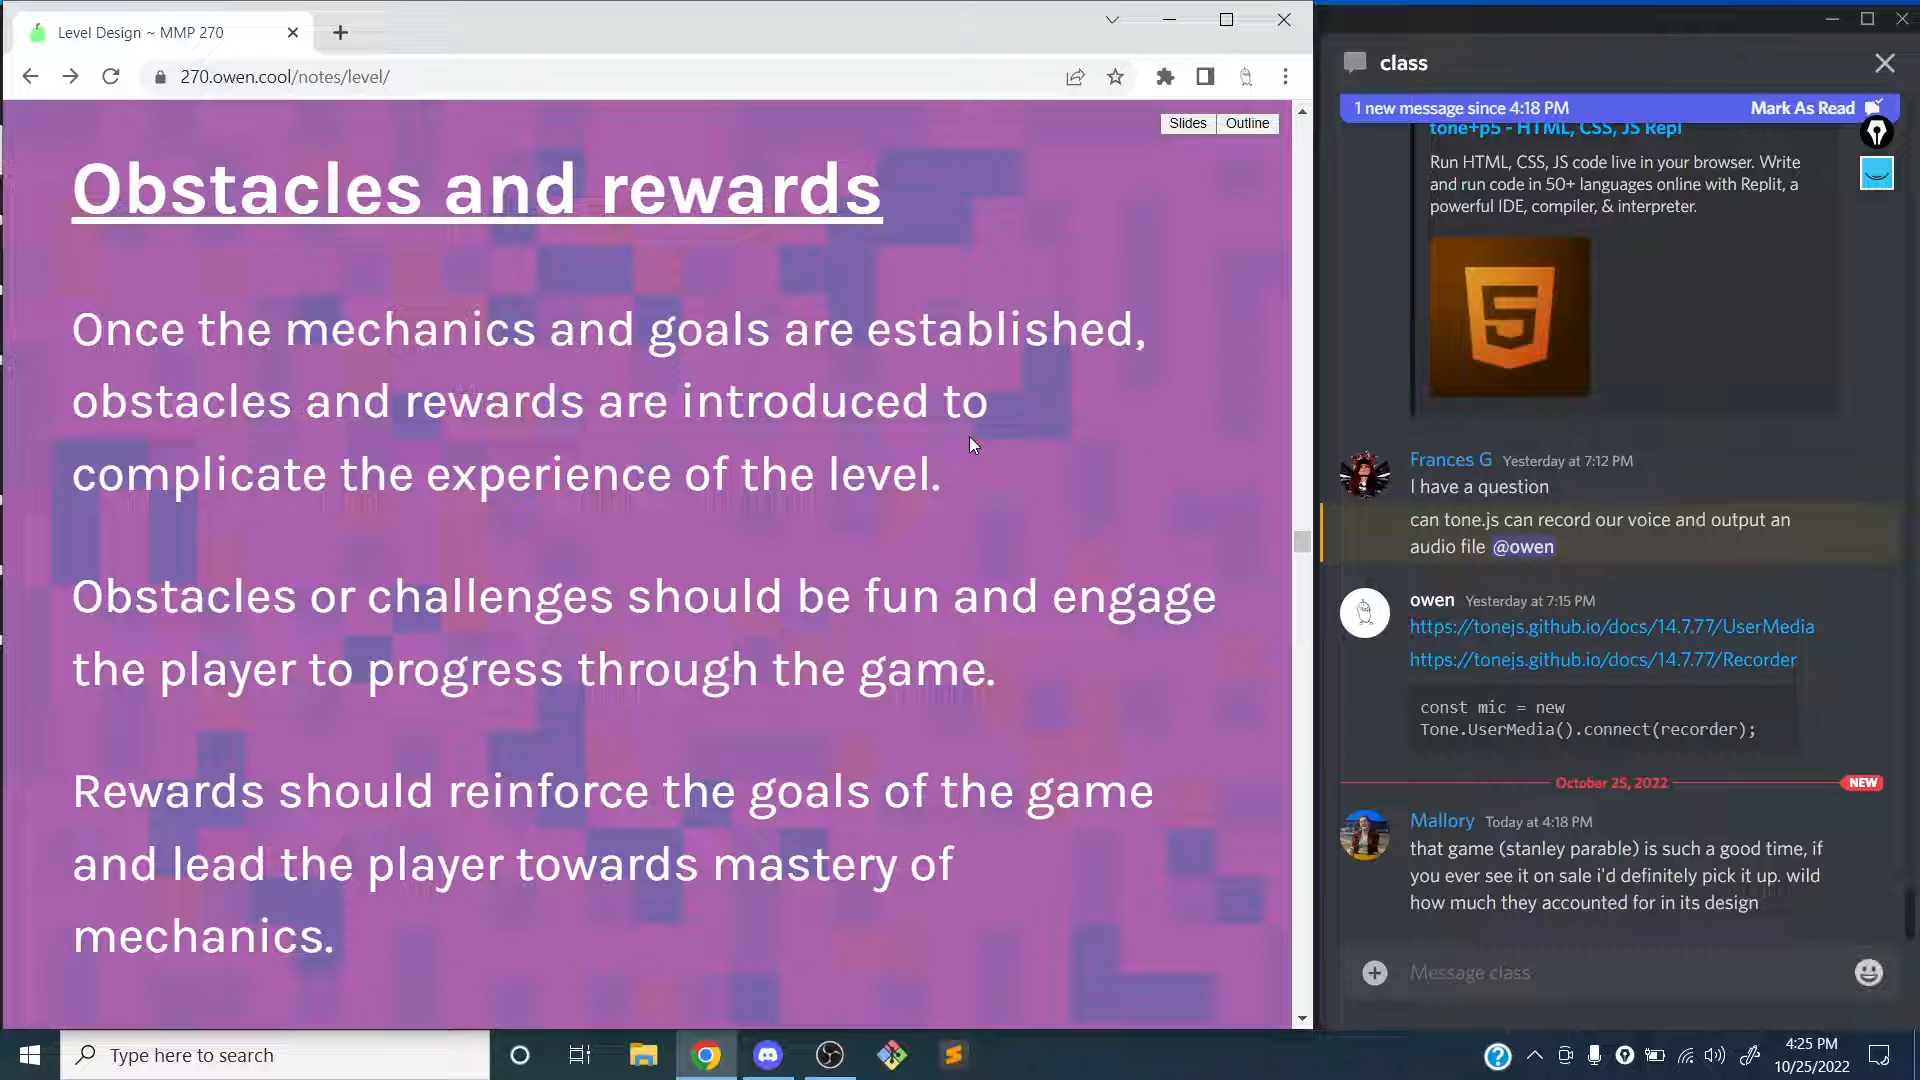 Level Design ~ MMP 270
270.owen.cool/notes/level/
Slides
Outline
Obstacles and rewards
Once the mechanics and goals are established,
obstacles and rewards are introduced to
complicate the experience of the level.
Obstacles or challenges should be fun and engage
the player to progress through the game.
Rewards should reinforce the goals of the game
and lead the player towards mastery of
mechanics.
class
1 new message since 4:18 PM
Mark As Read
tone+p5 - HTML, CSS, JS Repl
Run HTML, CSS, JS code live in your browser. Write
and run code in 50+ languages online with Replit, a
powerful IDE, compiler, & interpreter.
5
Frances G Yesterday at 7:12 PM
I have a question
can tone.js can record our voice and output an
audio file @owen
owen Yesterday at 7:15 PM
https://tonejs.github.io/docs/14.7.77/UserMedia
https://tonejs.github.io/docs/14.7.77/Recorder
const mic = new
Tone.UserMedia().connect(recorder);
October 25, 2022
NEW
Mallory Today at 4:18 PM
that game (stanley parable) is such a good time, if
you ever see it on sale i'd definitely pick it up. wild
how much they accounted for in its design
Message class
Type here to search
4:25 PM
10/25/2022